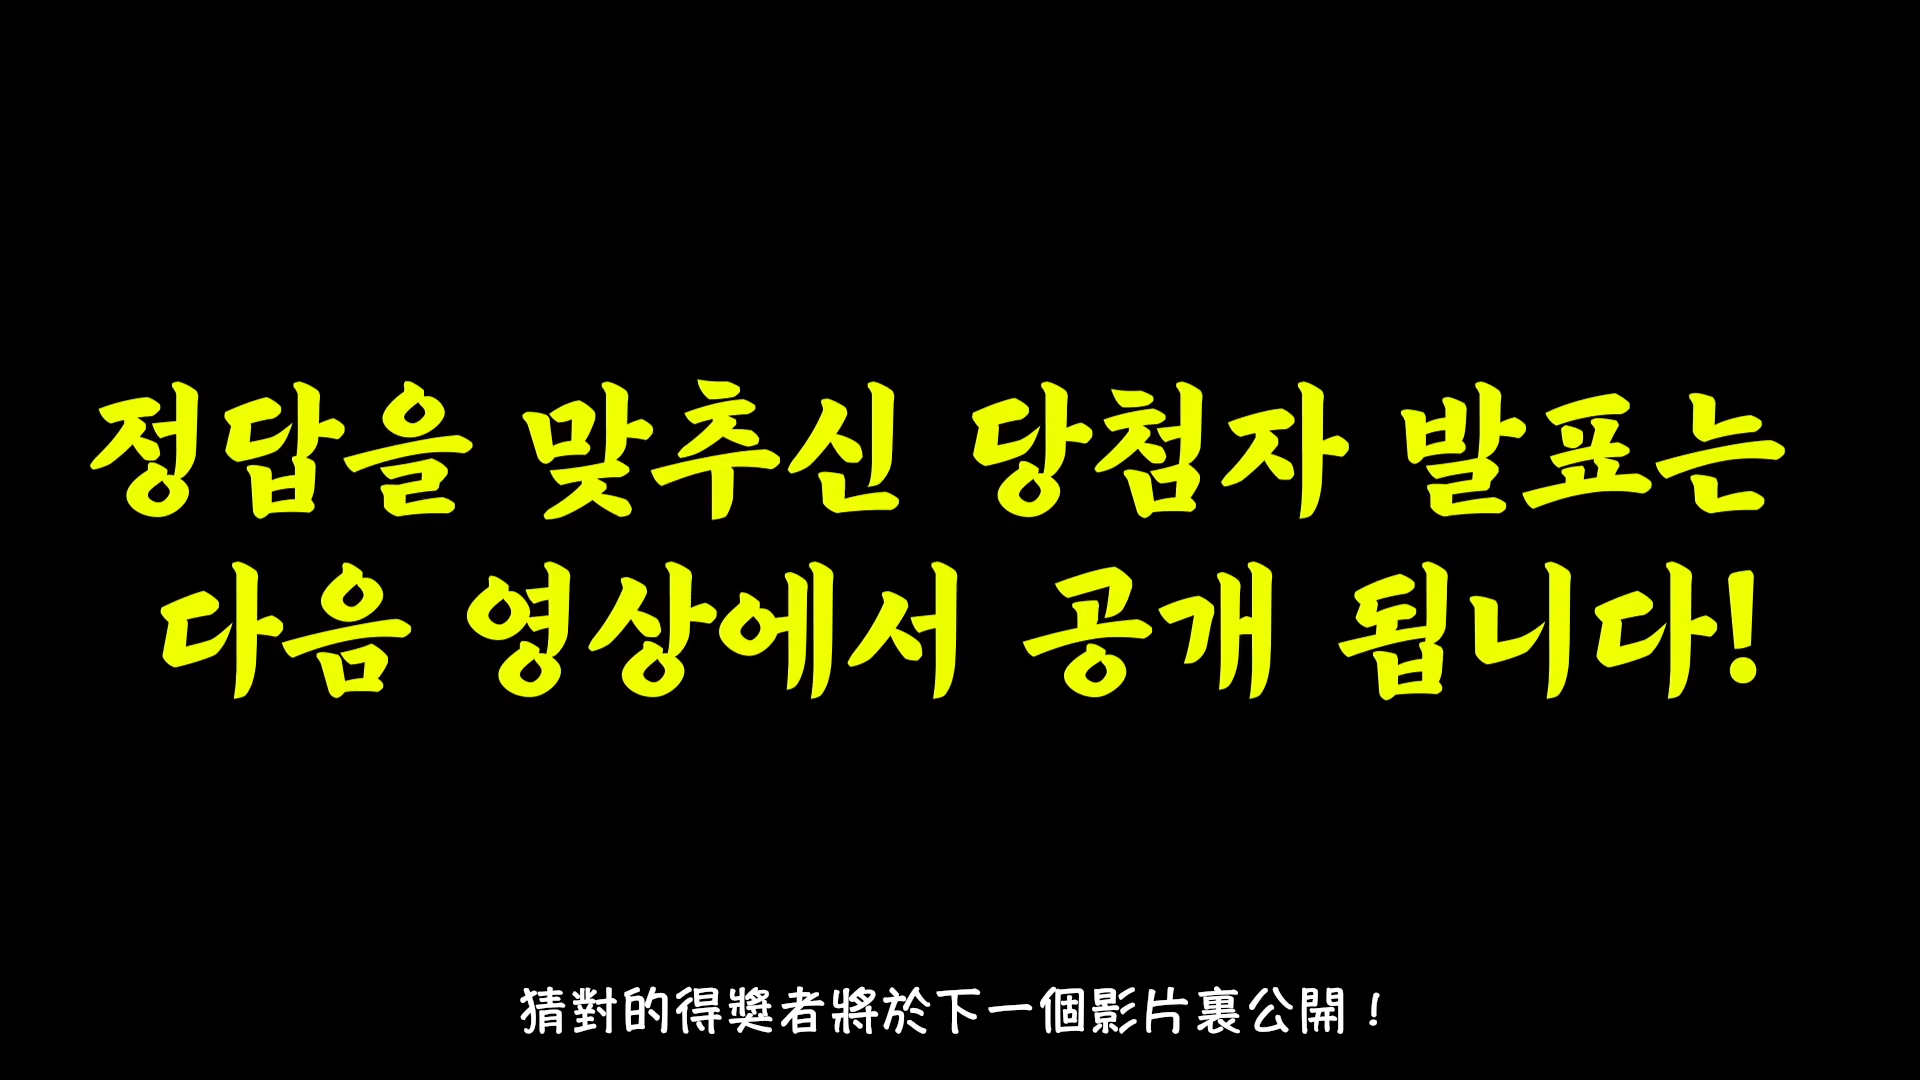 정답을 맞추신 당첨자 발표는
다음 영상에서 공개 됩니다!
猜對的得獎者將於下一個影片裏公開！